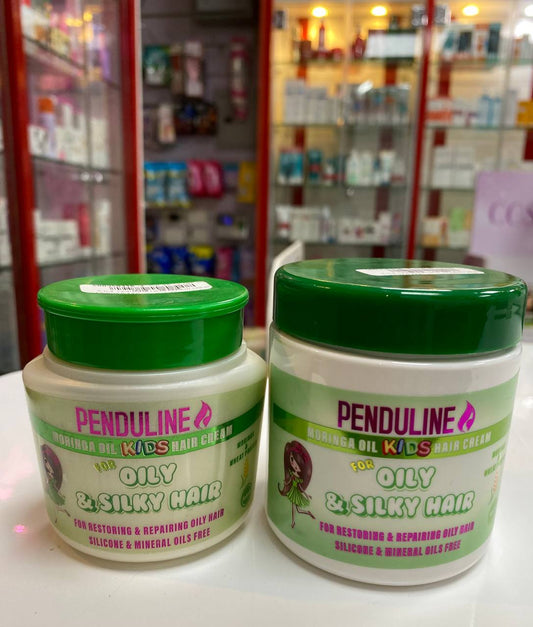 PENDULINE
MORINGA OIL KIDS HAIR CREAM
FOR
OILY
& SILKY HAIR
FOR RESTORING & REPAIRING OILY HAIR
SILICONE & MINERAL OILS FREE
MORINGA
PENDULINE
MORINGA OIL KIDS HAIR CREAM
FOR
OILY
& SILKY HAIR
FOR RESTORING & REPAIRING OILY HAIR
SILICONE & MINERAL OILS FREE
COS